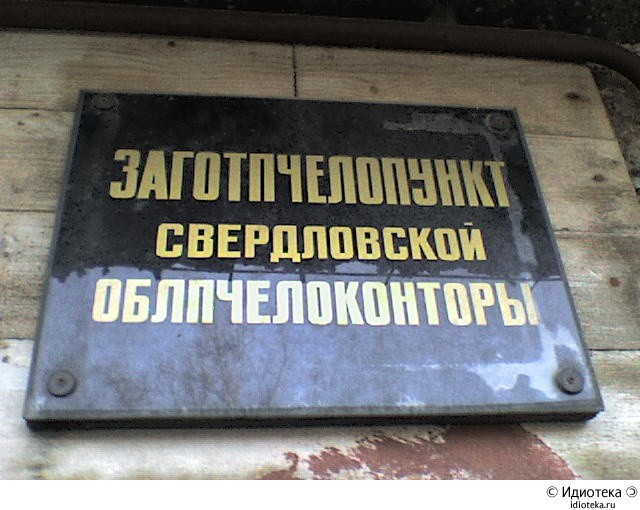 ЗАГОТПЧЕЛОПУНКТ
СВЕРДЛОВСКОЙ
ОБЛПЧЕЛОКОНТОРЫ
© Идиотека
idioteka.ru